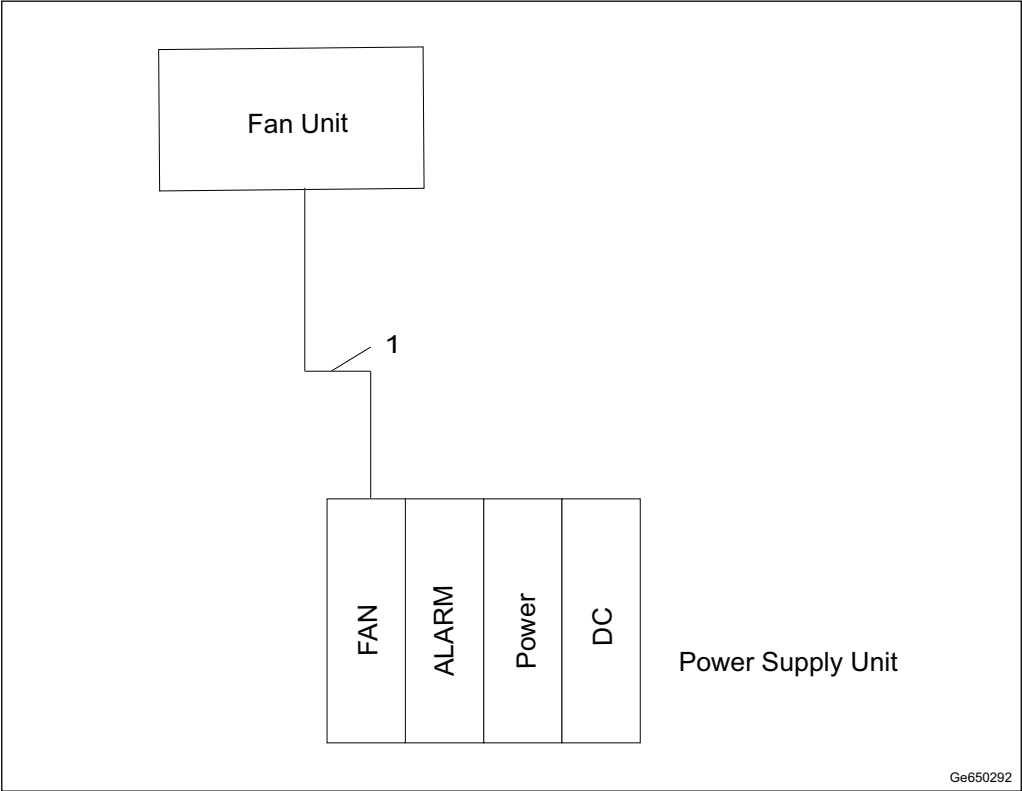 Fan Unit
1
FAN
ALARM
Power
DC
Power Supply Unit
Ge650292